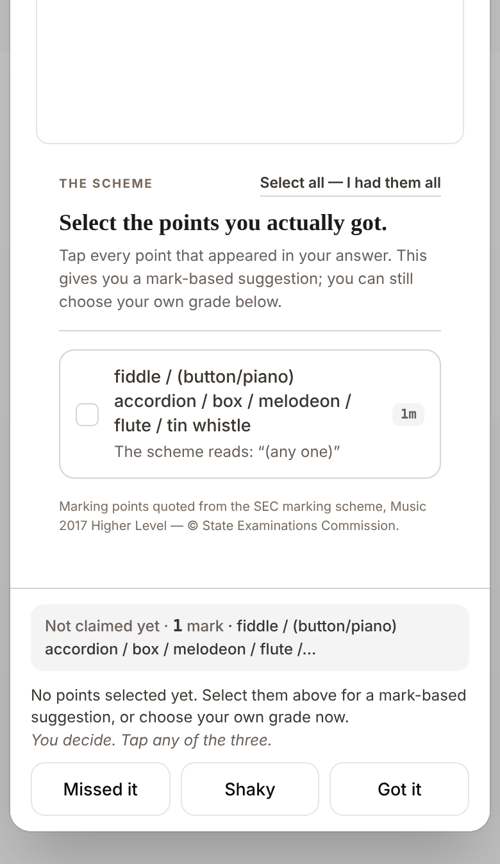 THE SCHEME
Select all — I had them all
Select the points you actually got.
Tap every point that appeared in your answer. This
gives you a mark-based suggestion; you can still
choose your own grade below.
fiddle / (button/piano)
accordion / box / melodeon /
flute / tin whistle
1m
The scheme reads: “(any one)”
Marking points quoted from the SEC marking scheme, Music
2017 Higher Level — © State Examinations Commission.
Not claimed yet · 1 mark · fiddle / (button/piano)
accordion / box / melodeon / flute /...
No points selected yet. Select them above for a mark-based
suggestion, or choose your own grade now.
You decide. Tap any of the three.
Missed it
Shaky
Got it